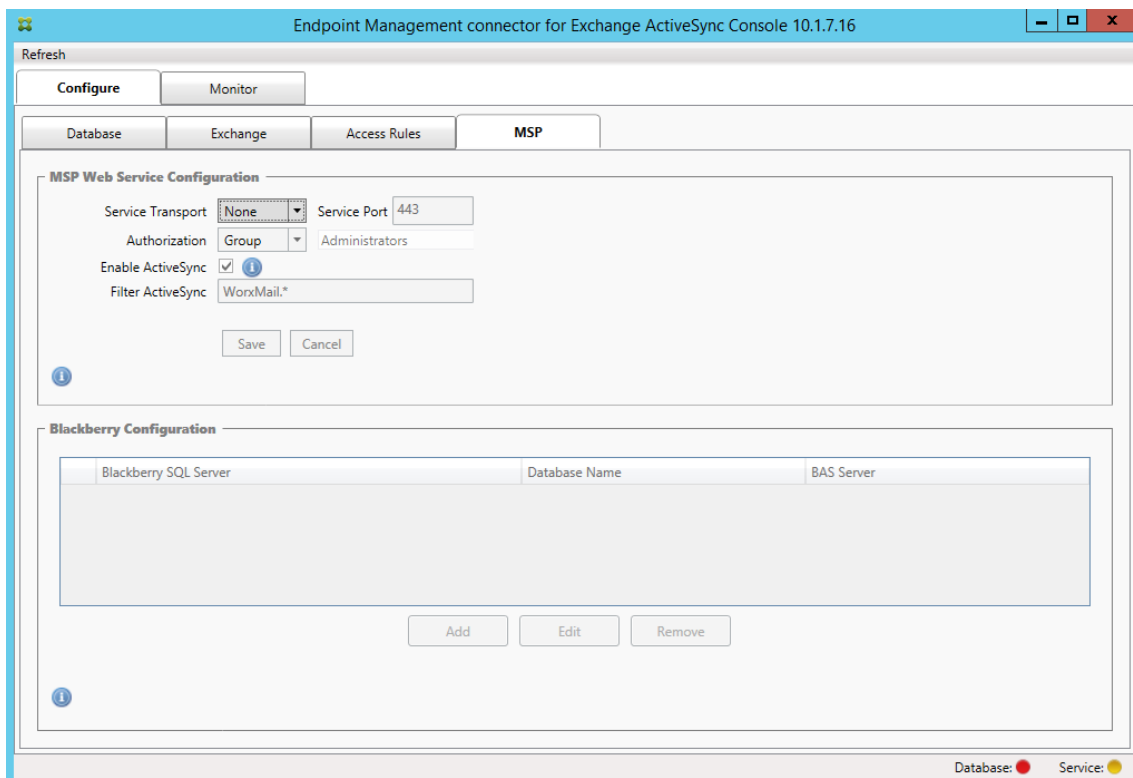 Endpoint Management connector for Exchange ActiveSync Console 10.1.7.16
Refresh
Configure Monitor
Database Exchange Access Rules MSP
MSP Web Service Configuration
Service Transport None Service Port 443
Authorization Group Administrators
Enable ActiveSync
Filter ActiveSync WorxMail.*
Save Cancel
Blackberry Configuration
Blackberry SQL Server Database Name BAS Server
Add Edit Remove
Database: Service: